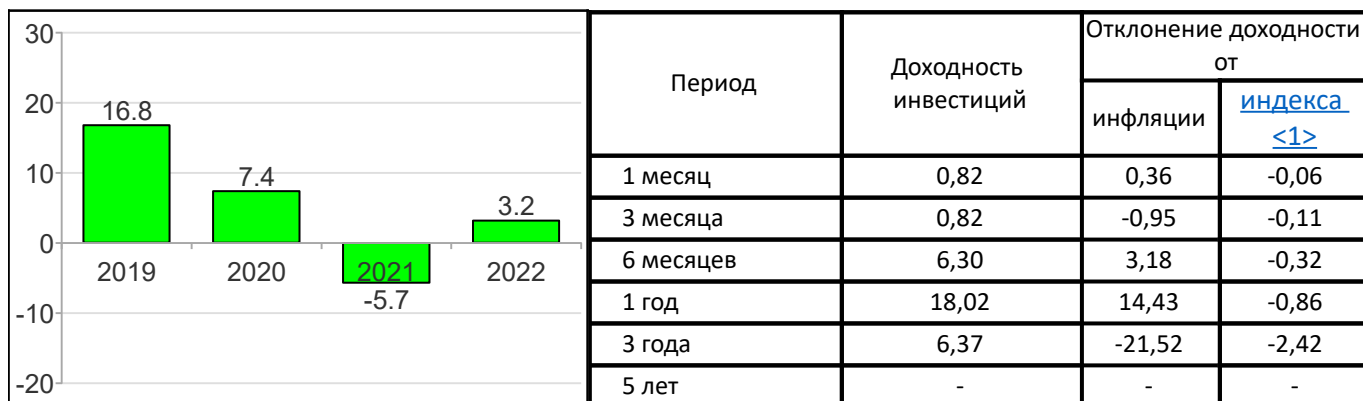 30
20
10
0
-10
-20
16.8
7.4
-5.7
3.2
2019
2020
2021
2022
Период
Доходность
инвестиций
Отклонение доходности
от
инфляции
индекса
<1>
1 месяц 0,82 0,36 -0,06
3 месяца 0,82 -0,95 -0,11
6 месяцев 6,30 3,18 -0,32
1 год 18,02 14,43 -0,86
3 года 6,37 -21,52 -2,42
5 лет - - -